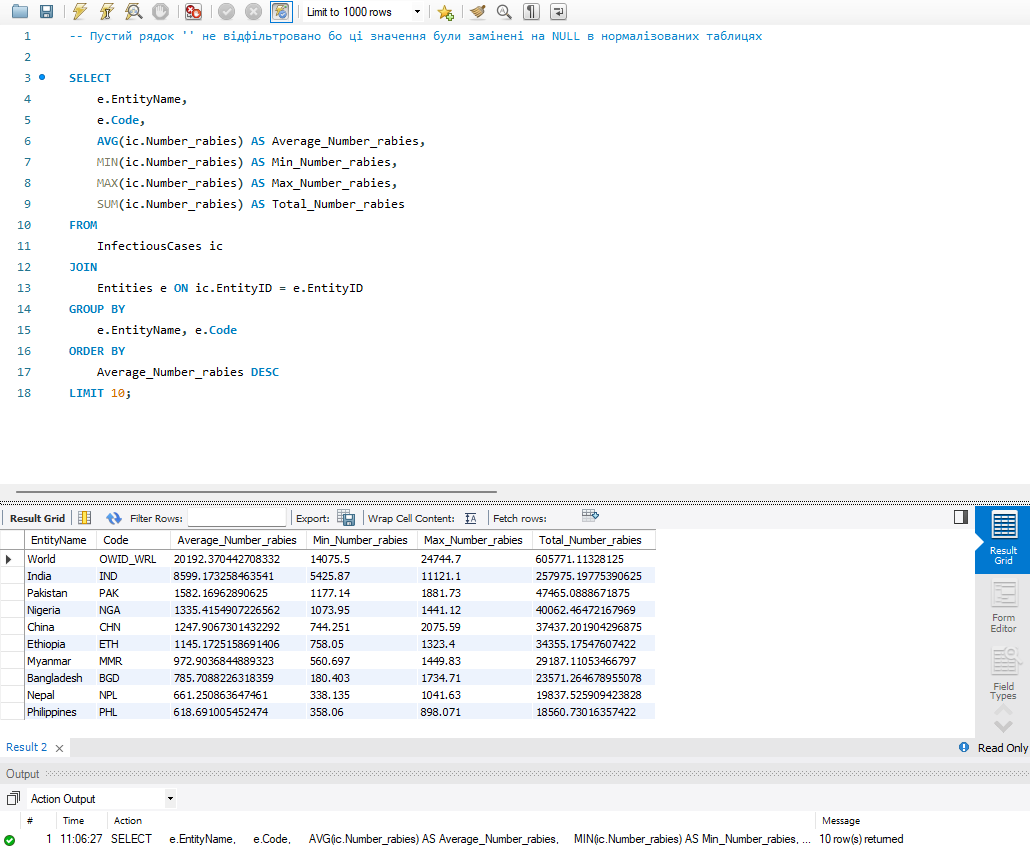 Limit to 1000 rows
1 -- Пустий рядок '' не відфільтровано бо ці значення були замінені на NULL в нормалізованих таблицях
2
3 SELECT
4 e.EntityName,
5 e.Code,
6 AVG(ic.Number_rabies) AS Average_Number_rabies,
7 MIN(ic.Number_rabies) AS Min_Number_rabies,
8 MAX(ic.Number_rabies) AS Max_Number_rabies,
9 SUM(ic.Number_rabies) AS Total_Number_rabies
10 FROM
11 InfectiousCases ic
12 JOIN
13 Entities e ON ic.EntityID = e.EntityID
14 GROUP BY
15 e.EntityName, e.Code
16 ORDER BY
17 Average_Number_rabies DESC
18 LIMIT 10;
Result Grid Filter Rows: Export: Wrap Cell Content: Fetch rows:
EntityName Code Average_Number_rabies Min_Number_rabies Max_Number_rabies Total_Number_rabies
World OWID_WRL 20192.370442708332 14075.5 24744.7 605771.11328125
India IND 8599.173258463541 5425.87 11121.1 257975.19775390625
Pakistan PAK 1582.16962890625 1177.14 1881.73 47465.0888671875
Nigeria NGA 1335.4154907226562 1073.95 1441.12 40062.46472167969
China CHN 1247.9067301432292 744.251 2075.59 37437.201904296875
Ethiopia ETH 1145.1725158691406 758.05 1323.4 34355.17547607422
Myanmar MMR 972.9036844889323 560.697 1449.83 29187.11053466797
Bangladesh BGD 785.7088226318359 180.403 1734.71 23571.264678955078
Nepal NPL 661.250863647461 338.135 1041.63 19837.525909423828
Philippines PHL 618.691005452474 358.06 898.071 18560.73016357422
Result
Grid
Form
Editor
Field
Types
Result 2 Read Only
Output
Action Output
# Time Action Message
1 11:06:27 SELECT e.EntityName, e.Code, AVG(ic.Number_rabies) AS Average_Number_rabies, MIN(ic.Number_rabies) AS Min_Number_rabies, ... 10 row(s) returned